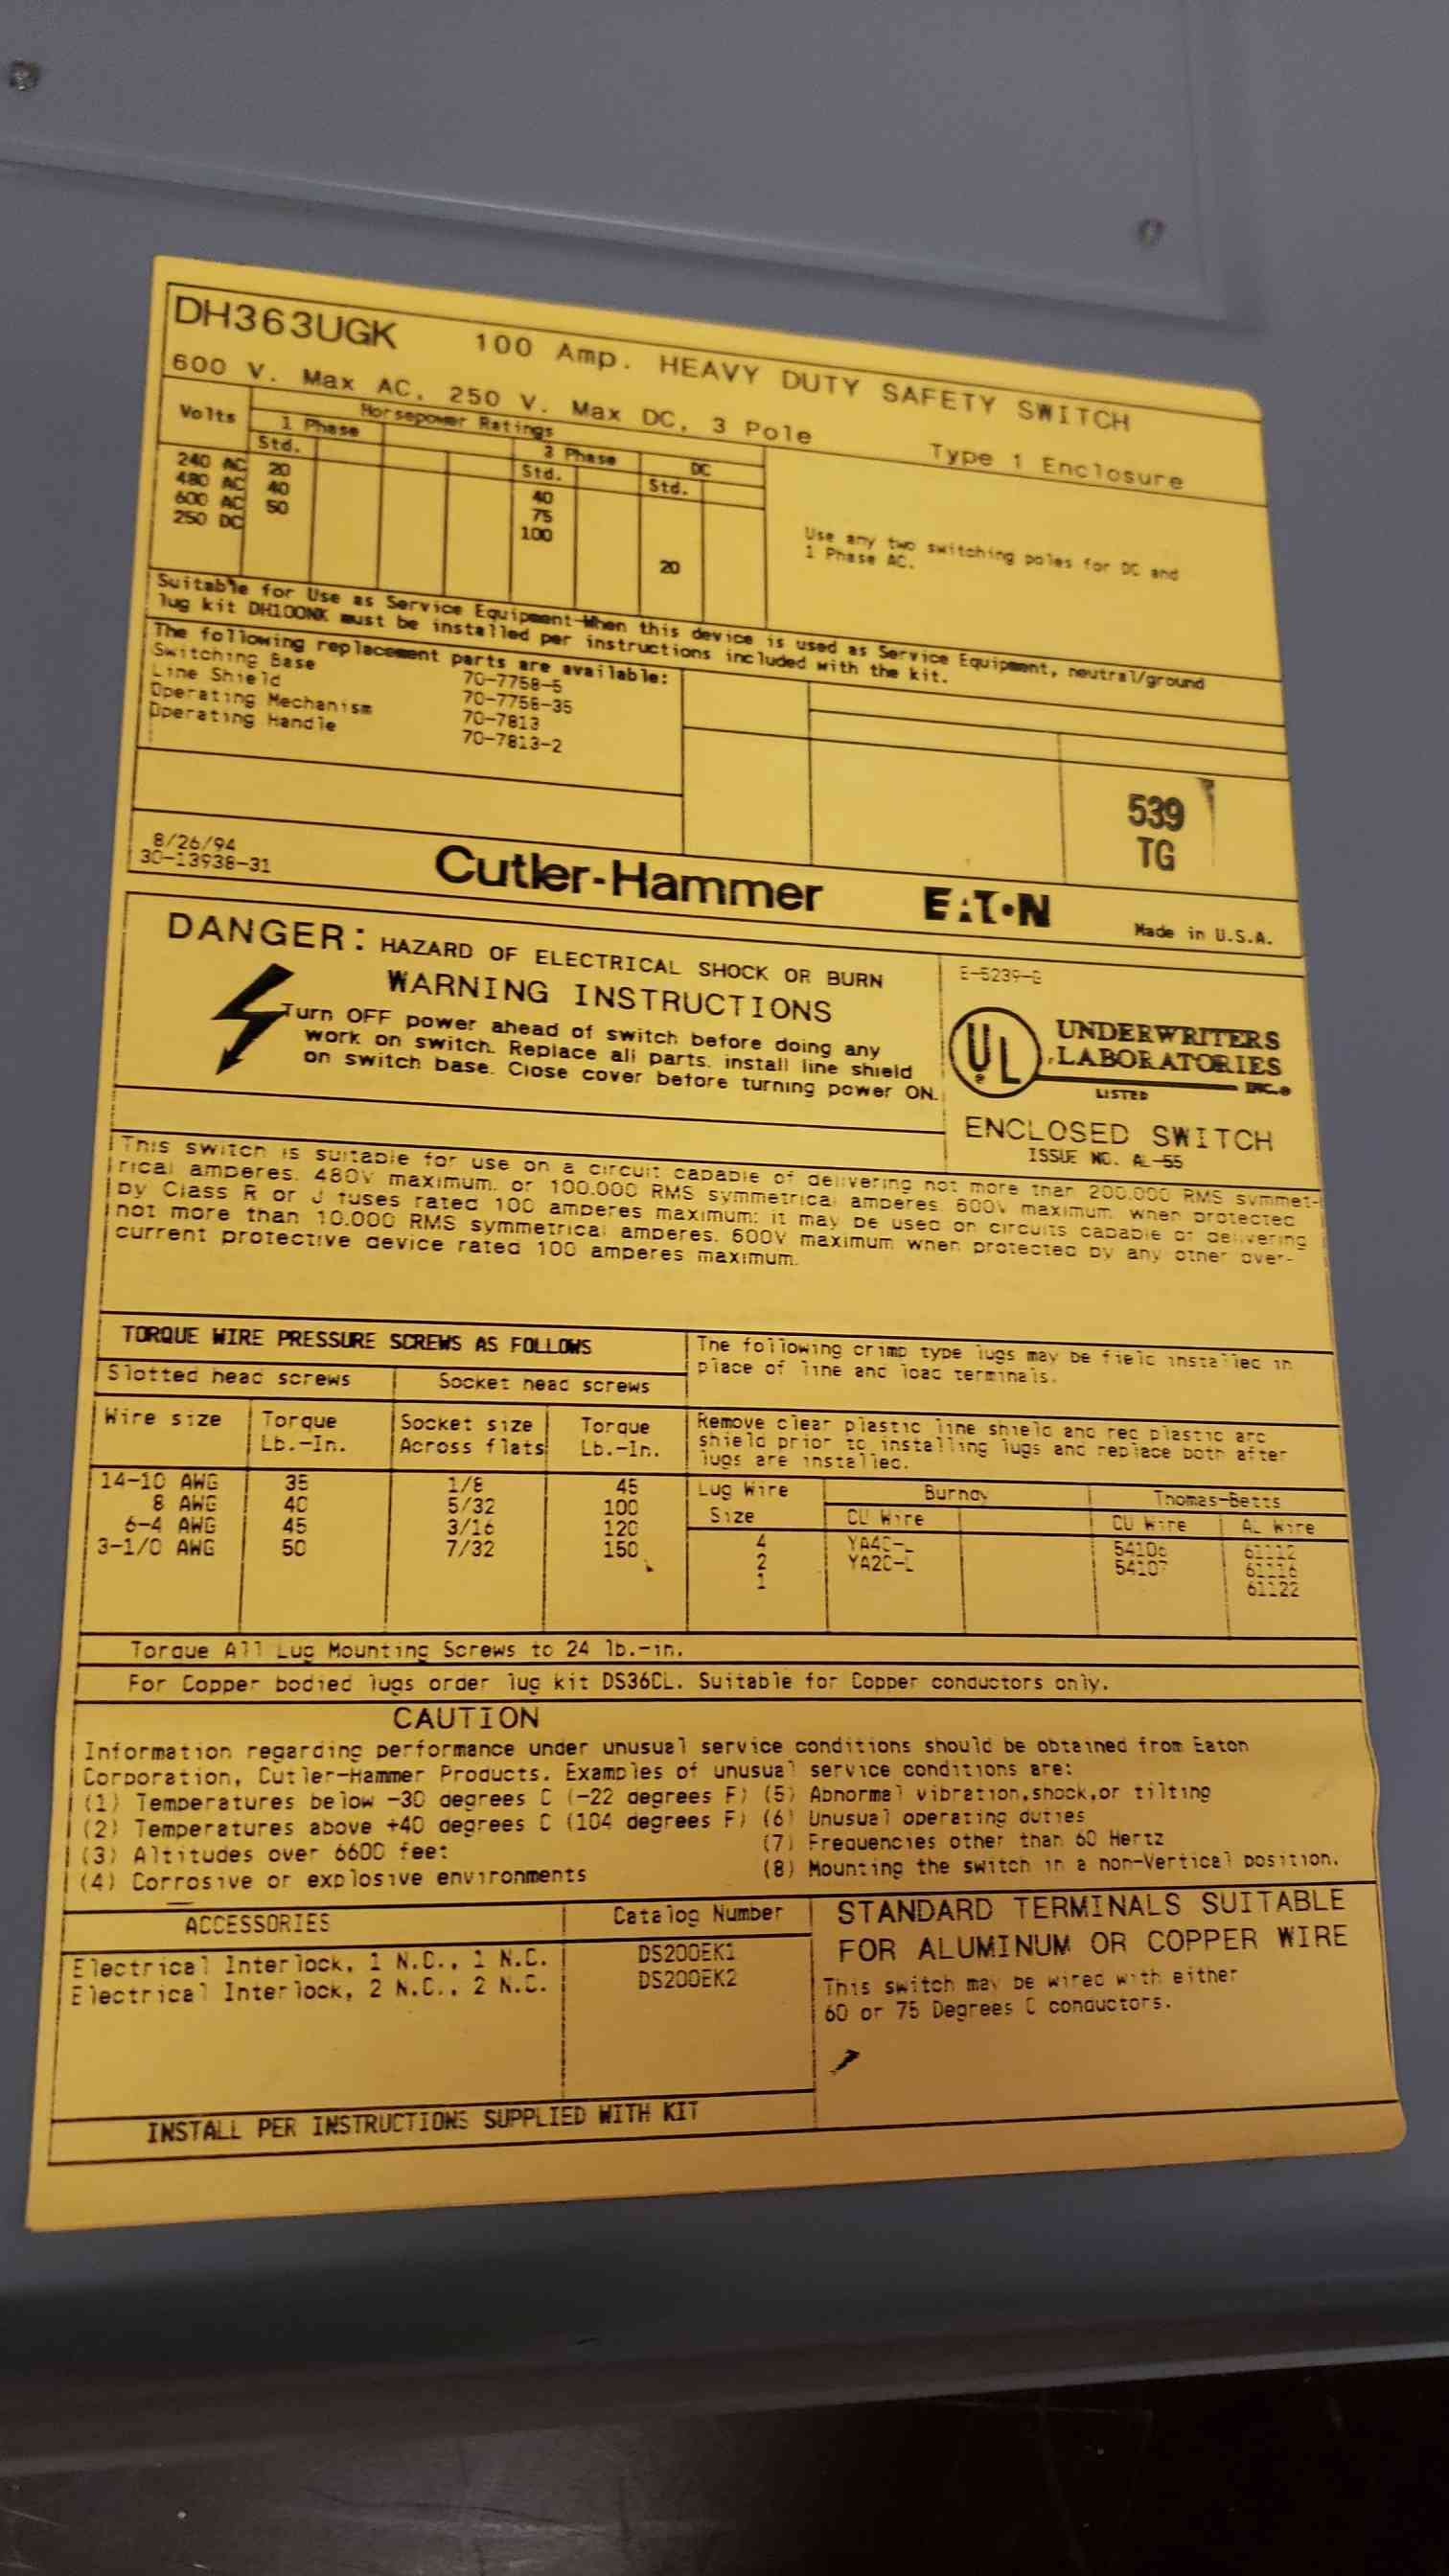 DH363UGK 100 Amp. HEAVY DUTY SAFETY SWITCH
600 V. Max AC, 250 V. Max DC, 3 Pole Type 1 Enclosure
Volts Horsepower Ratings
1 Phase 3 Phase DC
Std. Std. Std.
240 AC 20 40
480 AC 40 75
600 AC 50 100
250 DC 20
Use any two switching poles for DC and
1 Phase AC.
Suitable for Use as Service Equipment-When this device is used as Service Equipment, neutral/ground
lug kit DH100NK must be installed per instructions included with the kit.
The following replacement parts are available:
Switching Base 70-7758-5
Line Shield 70-7758-35
Operating Mechanism 70-7813
Operating Handle 70-7813-2
539
TG
8/26/94
30-13938-31
Cutler-Hammer EATON Made in U.S.A.
DANGER: HAZARD OF ELECTRICAL SHOCK OR BURN
WARNING INSTRUCTIONS
Turn OFF power ahead of switch before doing any
work on switch. Replace all parts, install line shield
on switch base. Close cover before turning power ON.
UL UNDERWRITERS
LABORATORIES
INC.®
LISTED
ENCLOSED SWITCH
ISSUE NO. AL-55
This switch is suitable for use on a circuit capable of delivering not more than 200,000 RMS symmet-
rical amperes, 480V maximum, or 100,000 RMS symmetrical amperes, 600V maximum, when protected
by Class R or J fuses rated 100 amperes maximum; it may be used on circuits capable of delivering
not more than 10,000 RMS symmetrical amperes, 600V maximum when protected by any other over-
current protective device rated 100 amperes maximum.
TORQUE WIRE PRESSURE SCREWS AS FOLLOWS
Slotted head screws Socket head screws
Wire size Torque Lb.-In. Socket size Across flats Torque Lb.-In.
14-10 AWG 35 1/8 45
8 AWG 40 5/32 100
6-4 AWG 45 3/16 120
3-1/0 AWG 50 7/32 150
The following crimp type lugs may be field installed in
place of line and load terminals.
Remove clear plastic line shield and red plastic arc
shield prior to installing lugs and replace both after
lugs are installed.
Lug Wire Size Burndy Thomas-Betts
CU Wire CU Wire AL Wire
4 YA4C-L 54106 61112
2 YA2C-L 54107 61116
1 61122
Torque All Lug Mounting Screws to 24 lb.-in.
For Copper bodied lugs order lug kit DS36CL. Suitable for Copper conductors only.
CAUTION
Information regarding performance under unusual service conditions should be obtained from Eaton
Corporation, Cutler-Hammer Products. Examples of unusual service conditions are:
(1) Temperatures below -30 degrees C (-22 degrees F) (5) Abnormal vibration,shock,or tilting
(2) Temperatures above +40 degrees C (104 degrees F) (6) Unusual operating duties
(3) Altitudes over 6600 feet (7) Frequencies other than 60 Hertz
(4) Corrosive or explosive environments (8) Mounting the switch in a non-Vertical position.
ACCESSORIES Catalog Number
Electrical Interlock, 1 N.O., 1 N.C. DS200EK1
Electrical Interlock, 2 N.O., 2 N.C. DS200EK2
STANDARD TERMINALS SUITABLE
FOR ALUMINUM OR COPPER WIRE
This switch may be wired with either
60 or 75 Degrees C conductors.
INSTALL PER INSTRUCTIONS SUPPLIED WITH KIT